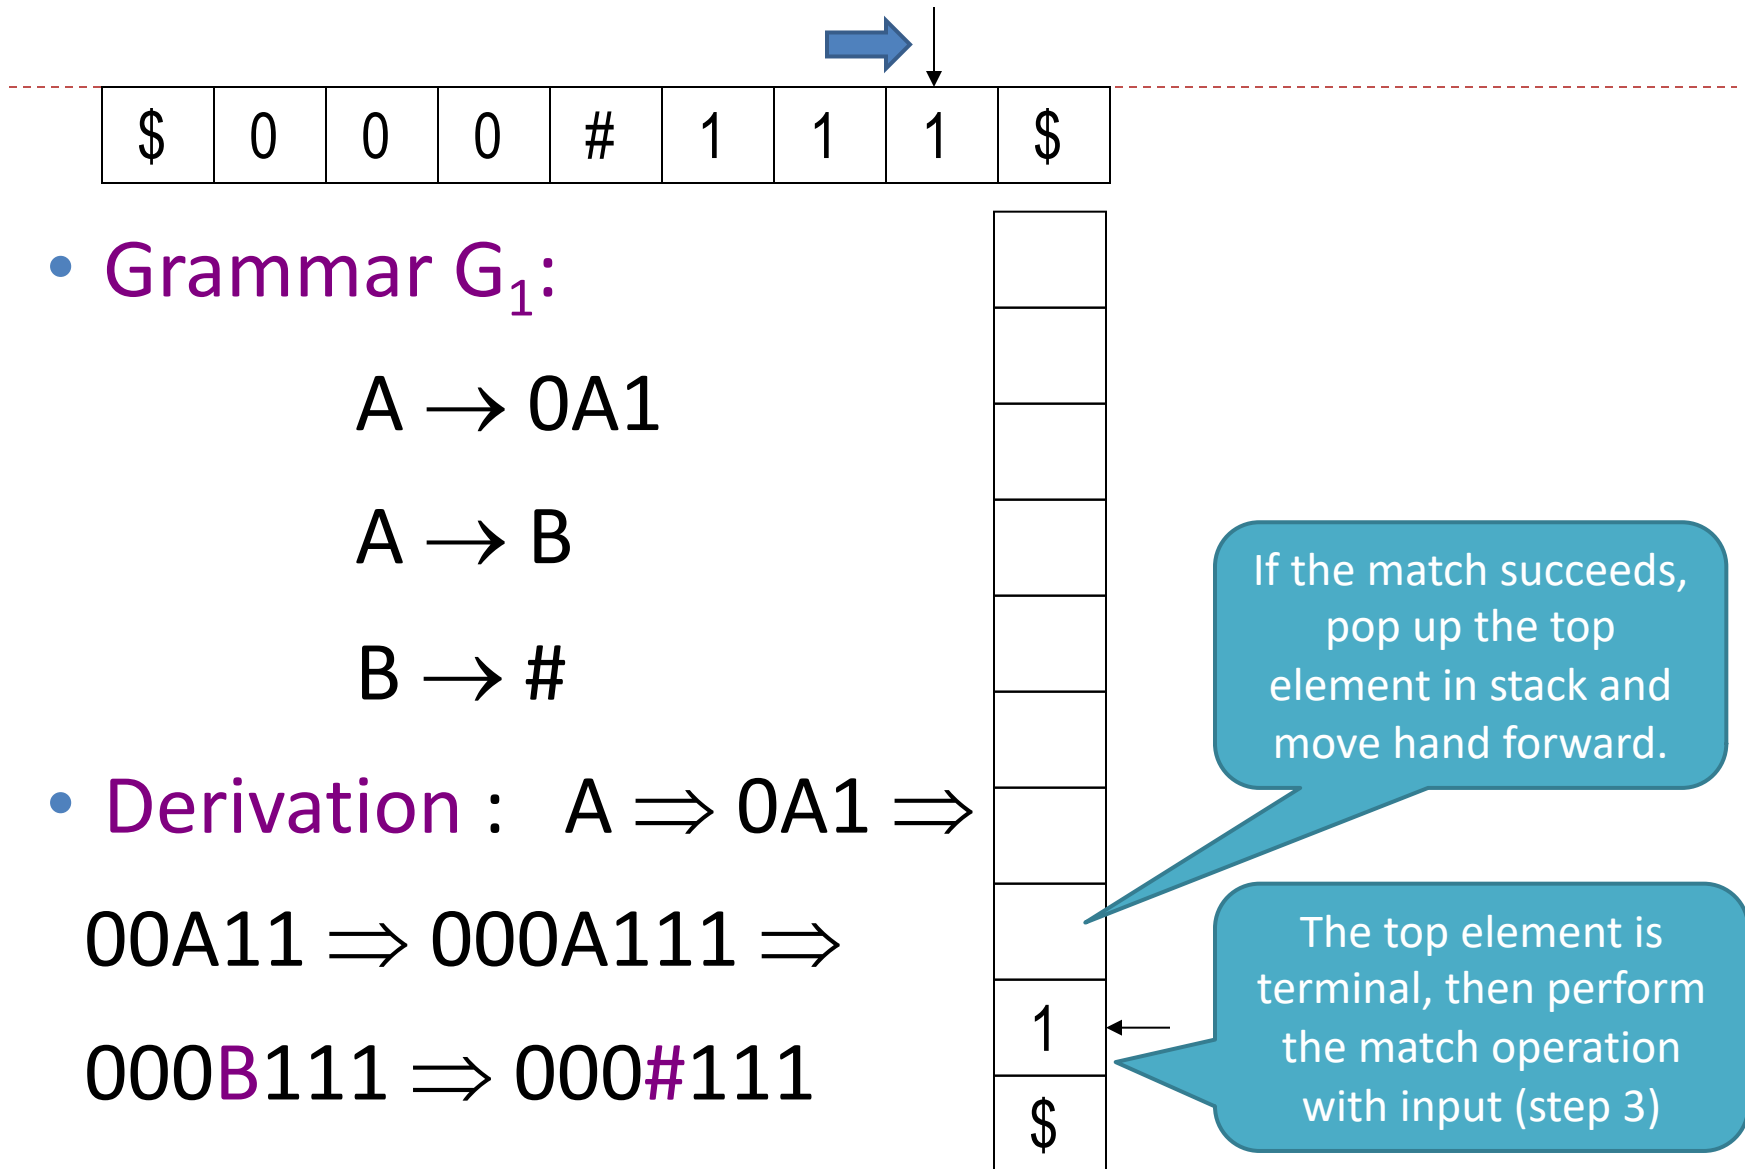 $ 0 0 0 # 1 1 1 $
• Grammar G₁:
A → 0A1
A → B
B → #
• Derivation : A ⇒ 0A1 ⇒
00A11 ⇒ 000A111 ⇒
000B111 ⇒ 000#111
1
$
If the match succeeds,
pop up the top
element in stack and
move hand forward.
The top element is
terminal, then perform
the match operation
with input (step 3)